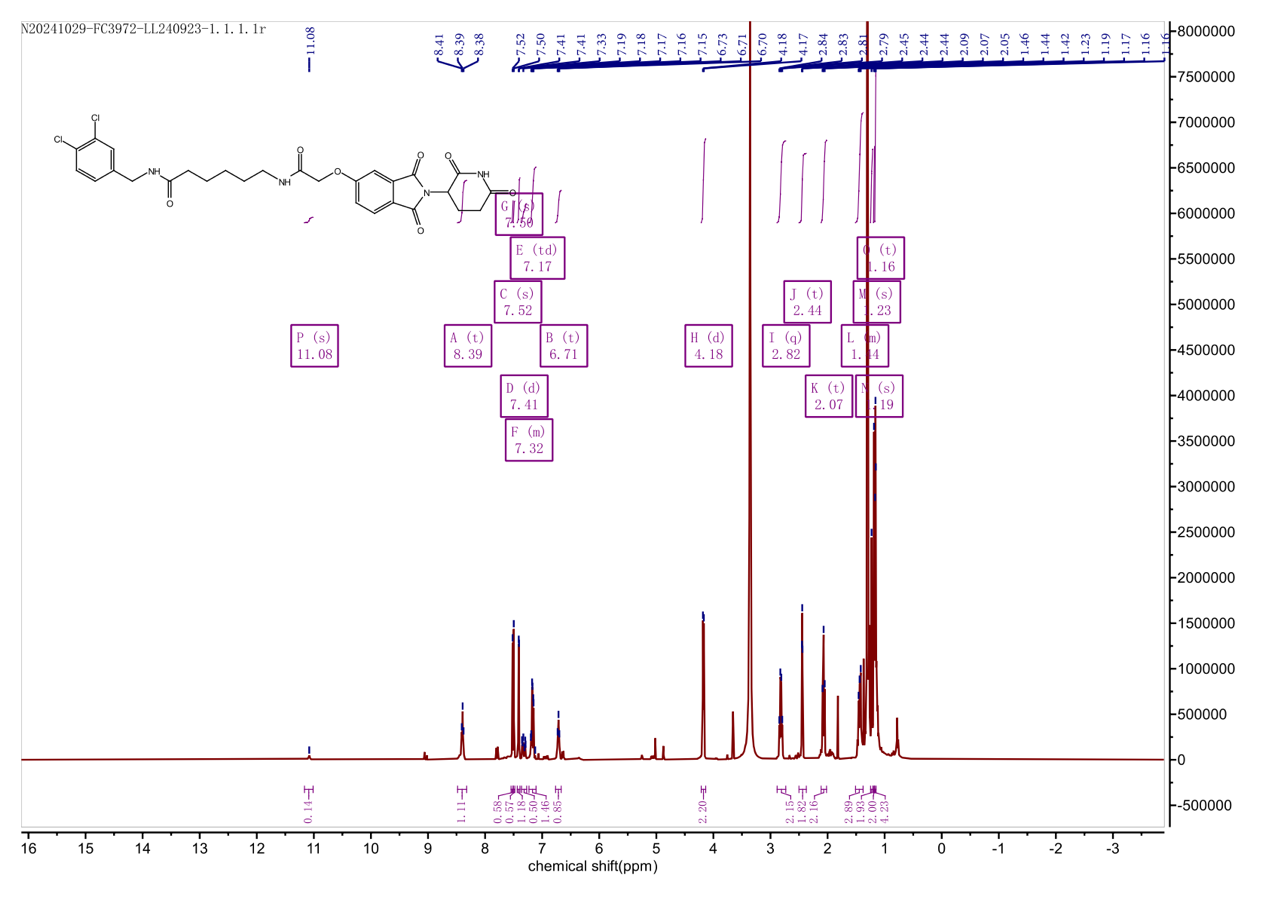 N20241029-FC3972-LL240923-1.1.1.1r
11.08
8.41
8.39
8.38
7.52
7.50
7.41
7.41
7.33
7.19
7.18
7.17
7.16
7.15
6.73
6.71
6.70
4.18
4.17
2.84
2.83
2.81
2.79
2.45
2.44
2.44
2.09
2.07
2.05
1.46
1.44
1.42
1.23
1.19
1.17
1.16
1.16
8000000
7500000
7000000
6500000
6000000
5500000
5000000
4500000
4000000
3500000
3000000
2500000
2000000
1500000
1000000
500000
0
-500000
Cl
Cl
NH
O
NH
O
O
O
N
O
O
NH
O
G (s)
7.50
E (td)
7.17
O (t)
1.16
C (s)
7.52
J (t)
2.44
M (s)
1.23
P (s)
11.08
A (t)
8.39
B (t)
6.71
H (d)
4.18
I (q)
2.82
L (m)
1.44
D (d)
7.41
K (t)
2.07
N (s)
1.19
F (m)
7.32
0.14
1.11
0.58
0.57
1.18
0.50
1.46
0.85
2.20
2.15
1.82
2.16
2.89
1.93
2.00
4.23
16 15 14 13 12 11 10 9 8 7 6 5 4 3 2 1 0 -1 -2 -3
chemical shift(ppm)